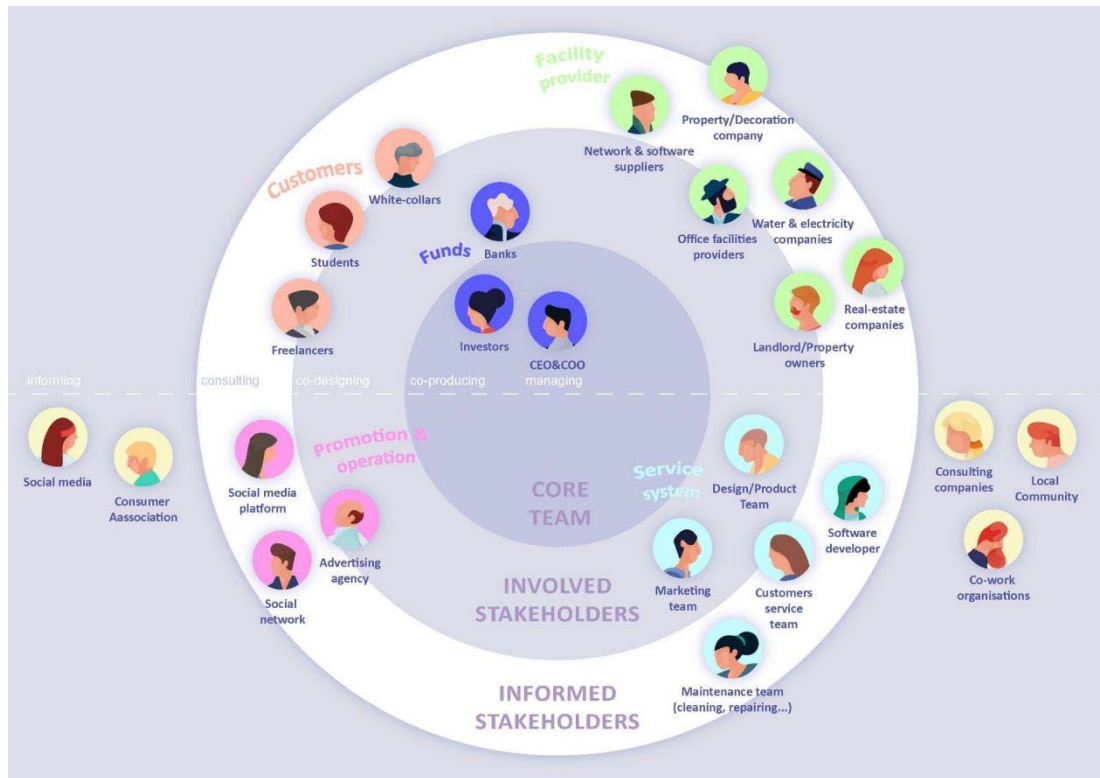 Facility
provider
Property/Decoration
company
Network & software
suppliers
Customers
White-collars
Students
Freelancers
Funds
Banks
Investors
CEO&COO
Office facilities
providers
Water & electricity
companies
Real-estate
companies
Landlord/Property
owners
informing
consulting
co-designing
co-producing
managing
Social media
Consumer
Aassociation
Promotion &
operation
Social media
platform
Advertising
agency
Social
network
CORE
TEAM
INVOLVED
STAKEHOLDERS
INFORMED
STAKEHOLDERS
Service
system
Design/Product
Team
Software
developer
Marketing
team
Customers
service
team
Maintenance team
(cleaning, repairing...)
Consulting
companies
Local
Community
Co-work
organisations